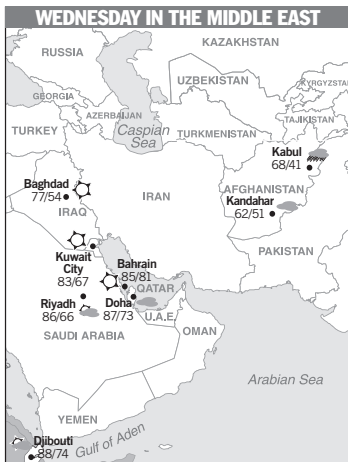 WEDNESDAY IN THE MIDDLE EAST
KAZAKHSTAN
RUSSIA
UZBEKISTAN
KYRGYZSTAN
GEORGIA
AZERBAIJAN
TAJIKISTAN
TURKEY
Caspian
Sea
TURKMENISTAN
Kabul
68/41
Baghdad
77/54
IRAQ
IRAN
AFGHANISTAN
Kandahar
62/51
Kuwait
City
83/67
PAKISTAN
Bahrain
85/81
QATAR
Riyadh
86/66
Doha
87/73
U.A.E.
SAUDI ARABIA
OMAN
Arabian Sea
YEMEN
Djibouti
88/74
Gulf of Aden